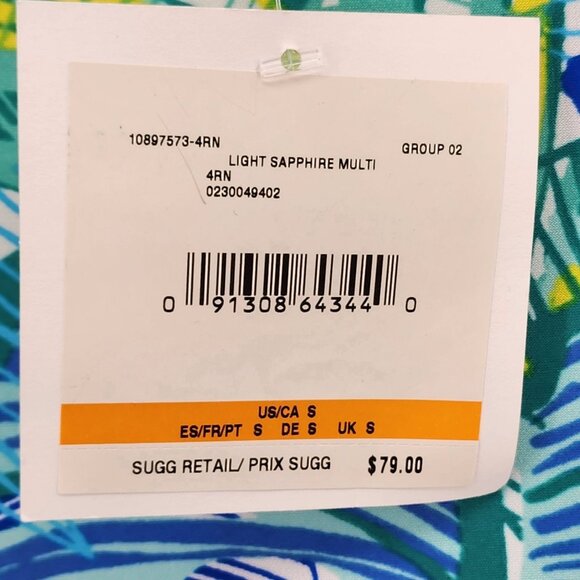 10897573-4RN GROUP 02
LIGHT SAPPHIRE MULTI
4RN
0230049402
0 91308 64344 0
US/CA S
ES/FR/PT S DE S UK S
SUGG RETAIL/ PRIX SUGG $79.00